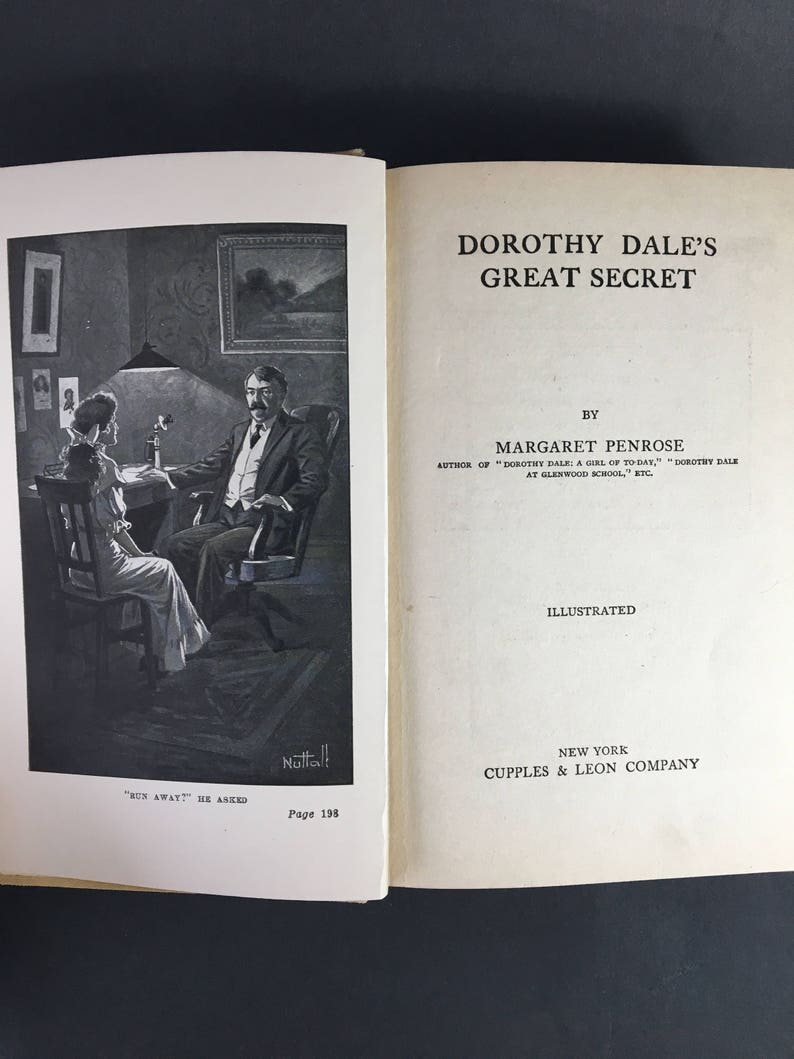 Nuttall
"RUN AWAY?" HE ASKED
Page 198
DOROTHY DALE'S
GREAT SECRET
BY
MARGARET PENROSE
AUTHOR OF "DOROTHY DALE: A GIRL OF TO-DAY," "DOROTHY DALE
AT GLENWOOD SCHOOL," ETC.
ILLUSTRATED
NEW YORK
CUPPLES & LEON COMPANY